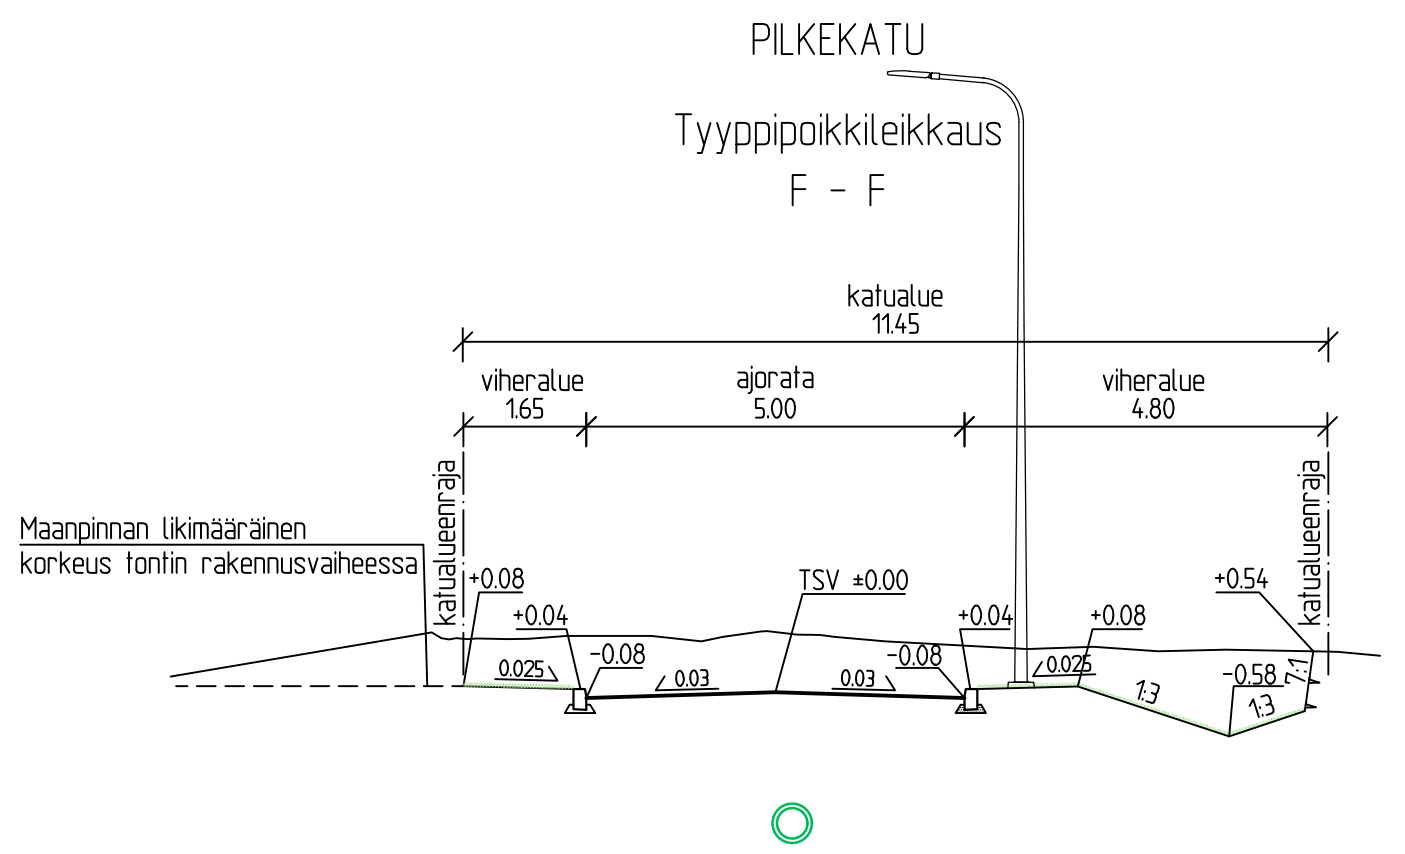 PILKEKATU
Tyyppipoikkileikkaus
F - F
katualue
11.45
viheralue
1.65
ajorata
5.00
viheralue
4.80
katualueenraja
katualueenraja
Maanpinnan likimääräinen
korkeus tontin rakennusvaiheessa
+0.08
+0.04
-0.08
0.025
0.03
TSV ±0.00
0.03
-0.08
+0.04
0.025
+0.08
1:3
-0.58
1:3
+0.54
7:1